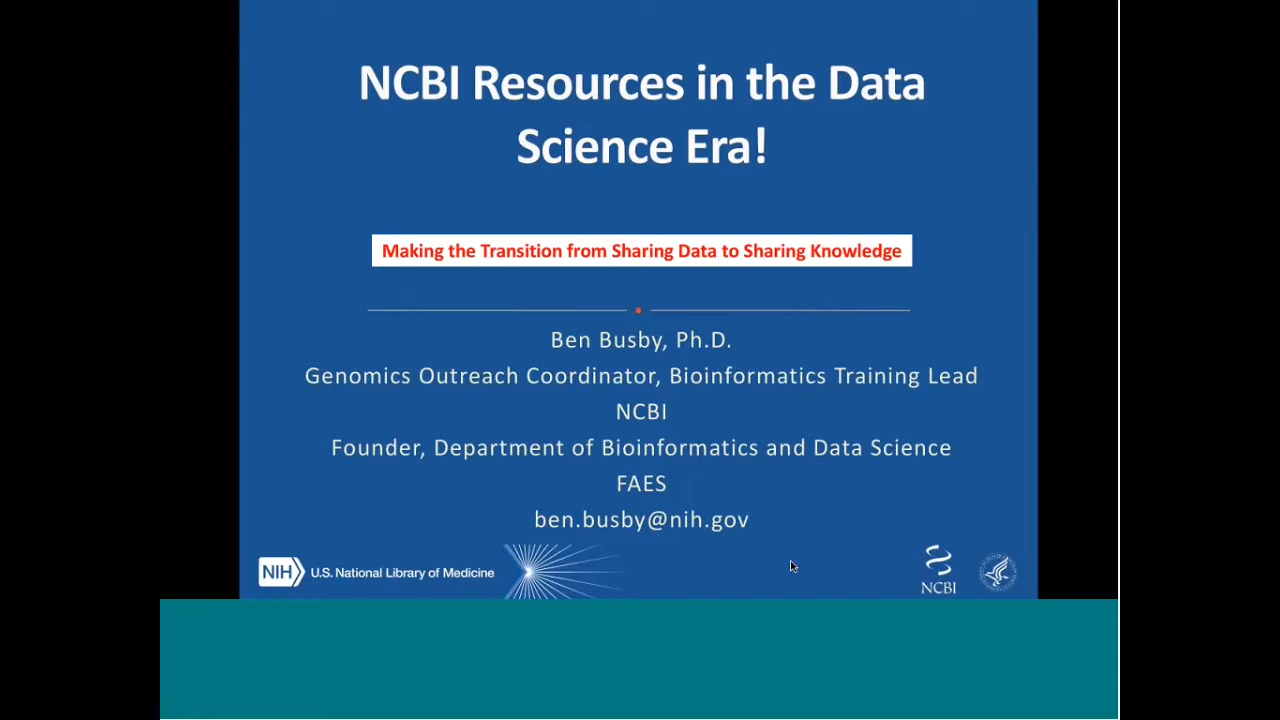 NCBI Resources in the Data
Science Era!
Making the Transition from Sharing Data to Sharing Knowledge
Ben Busby, Ph.D.
Genomics Outreach Coordinator, Bioinformatics Training Lead
NCBI
Founder, Department of Bioinformatics and Data Science
FAES
ben.busby@nih.gov
NIH U.S. National Library of Medicine
NCBI